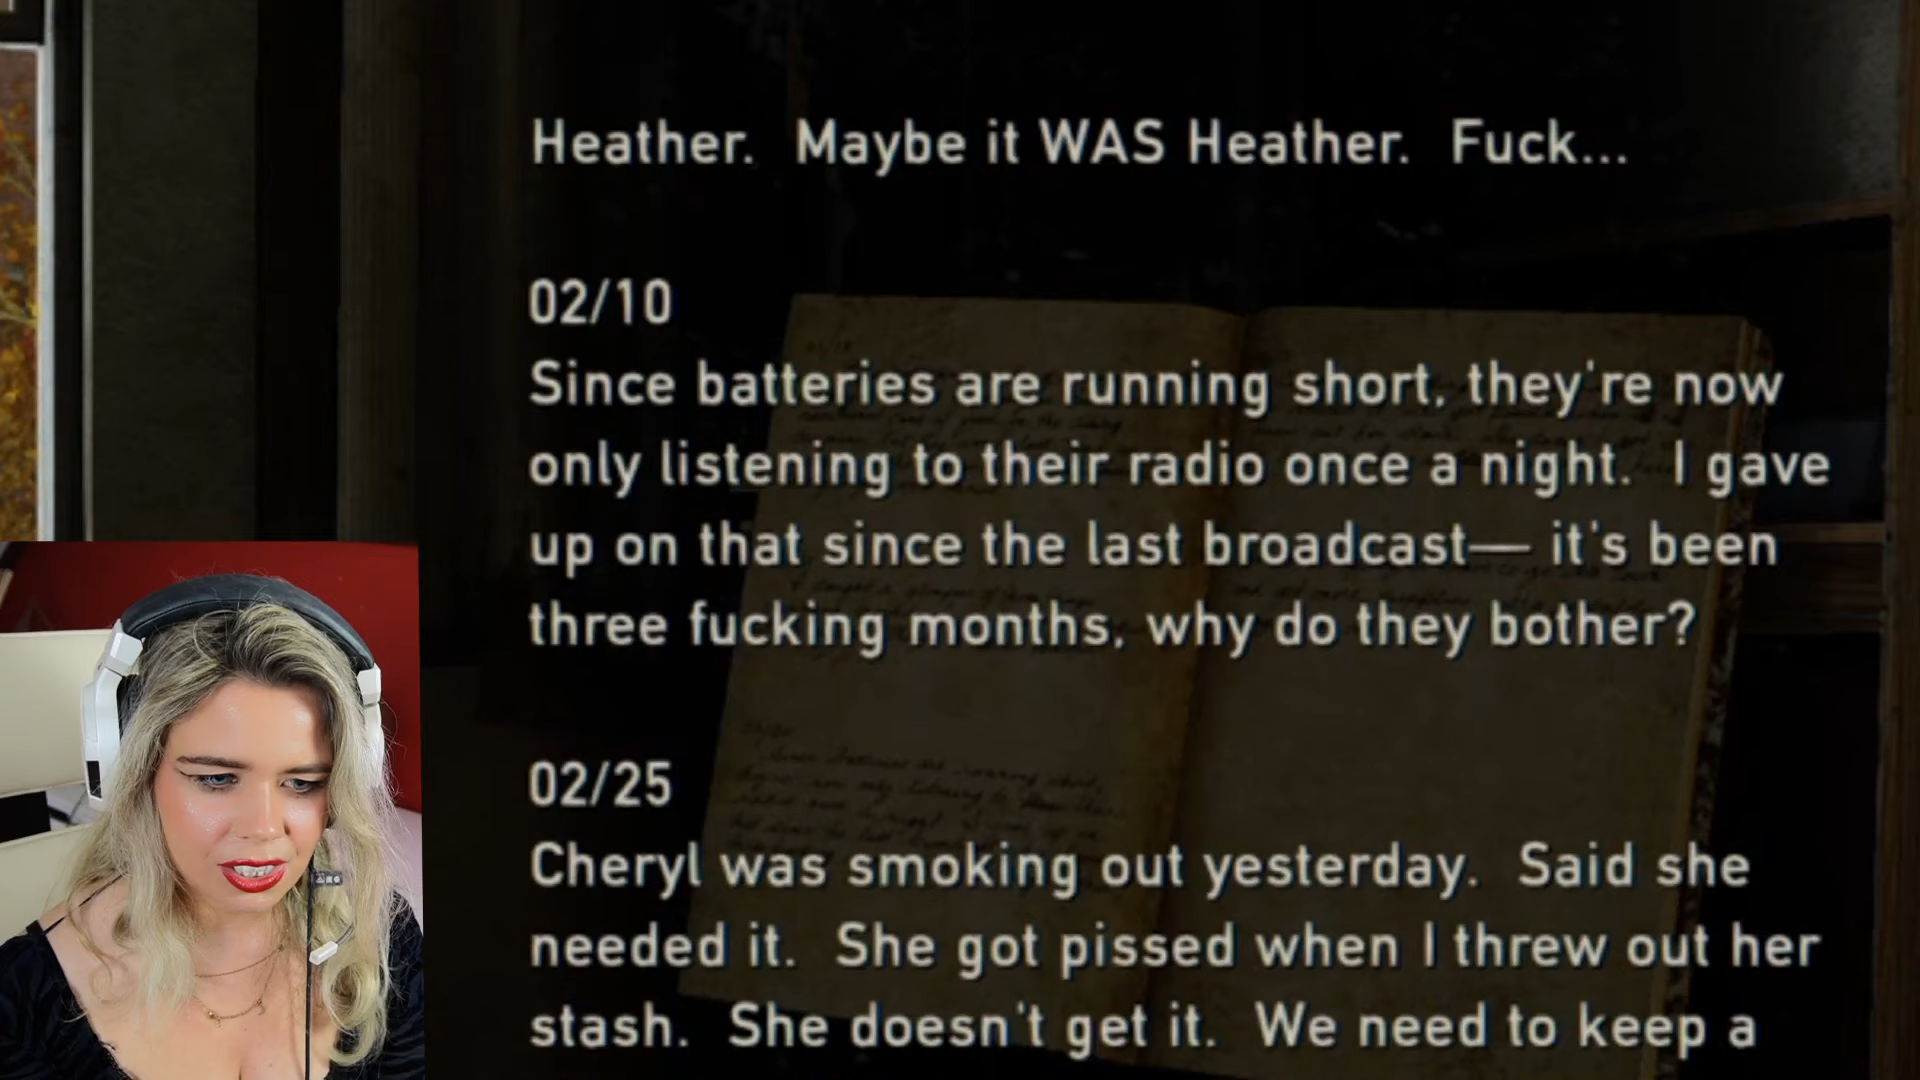 Heather.  Maybe it WAS Heather.  Fuck...
02/10
Since batteries are running short, they're now
only listening to their radio once a night.  I gave
up on that since the last broadcast— it's been
three fucking months, why do they bother?
02/25
Cheryl was smoking out yesterday.  Said she
needed it.  She got pissed when I threw out her
stash.  She doesn't get it.  We need to keep a